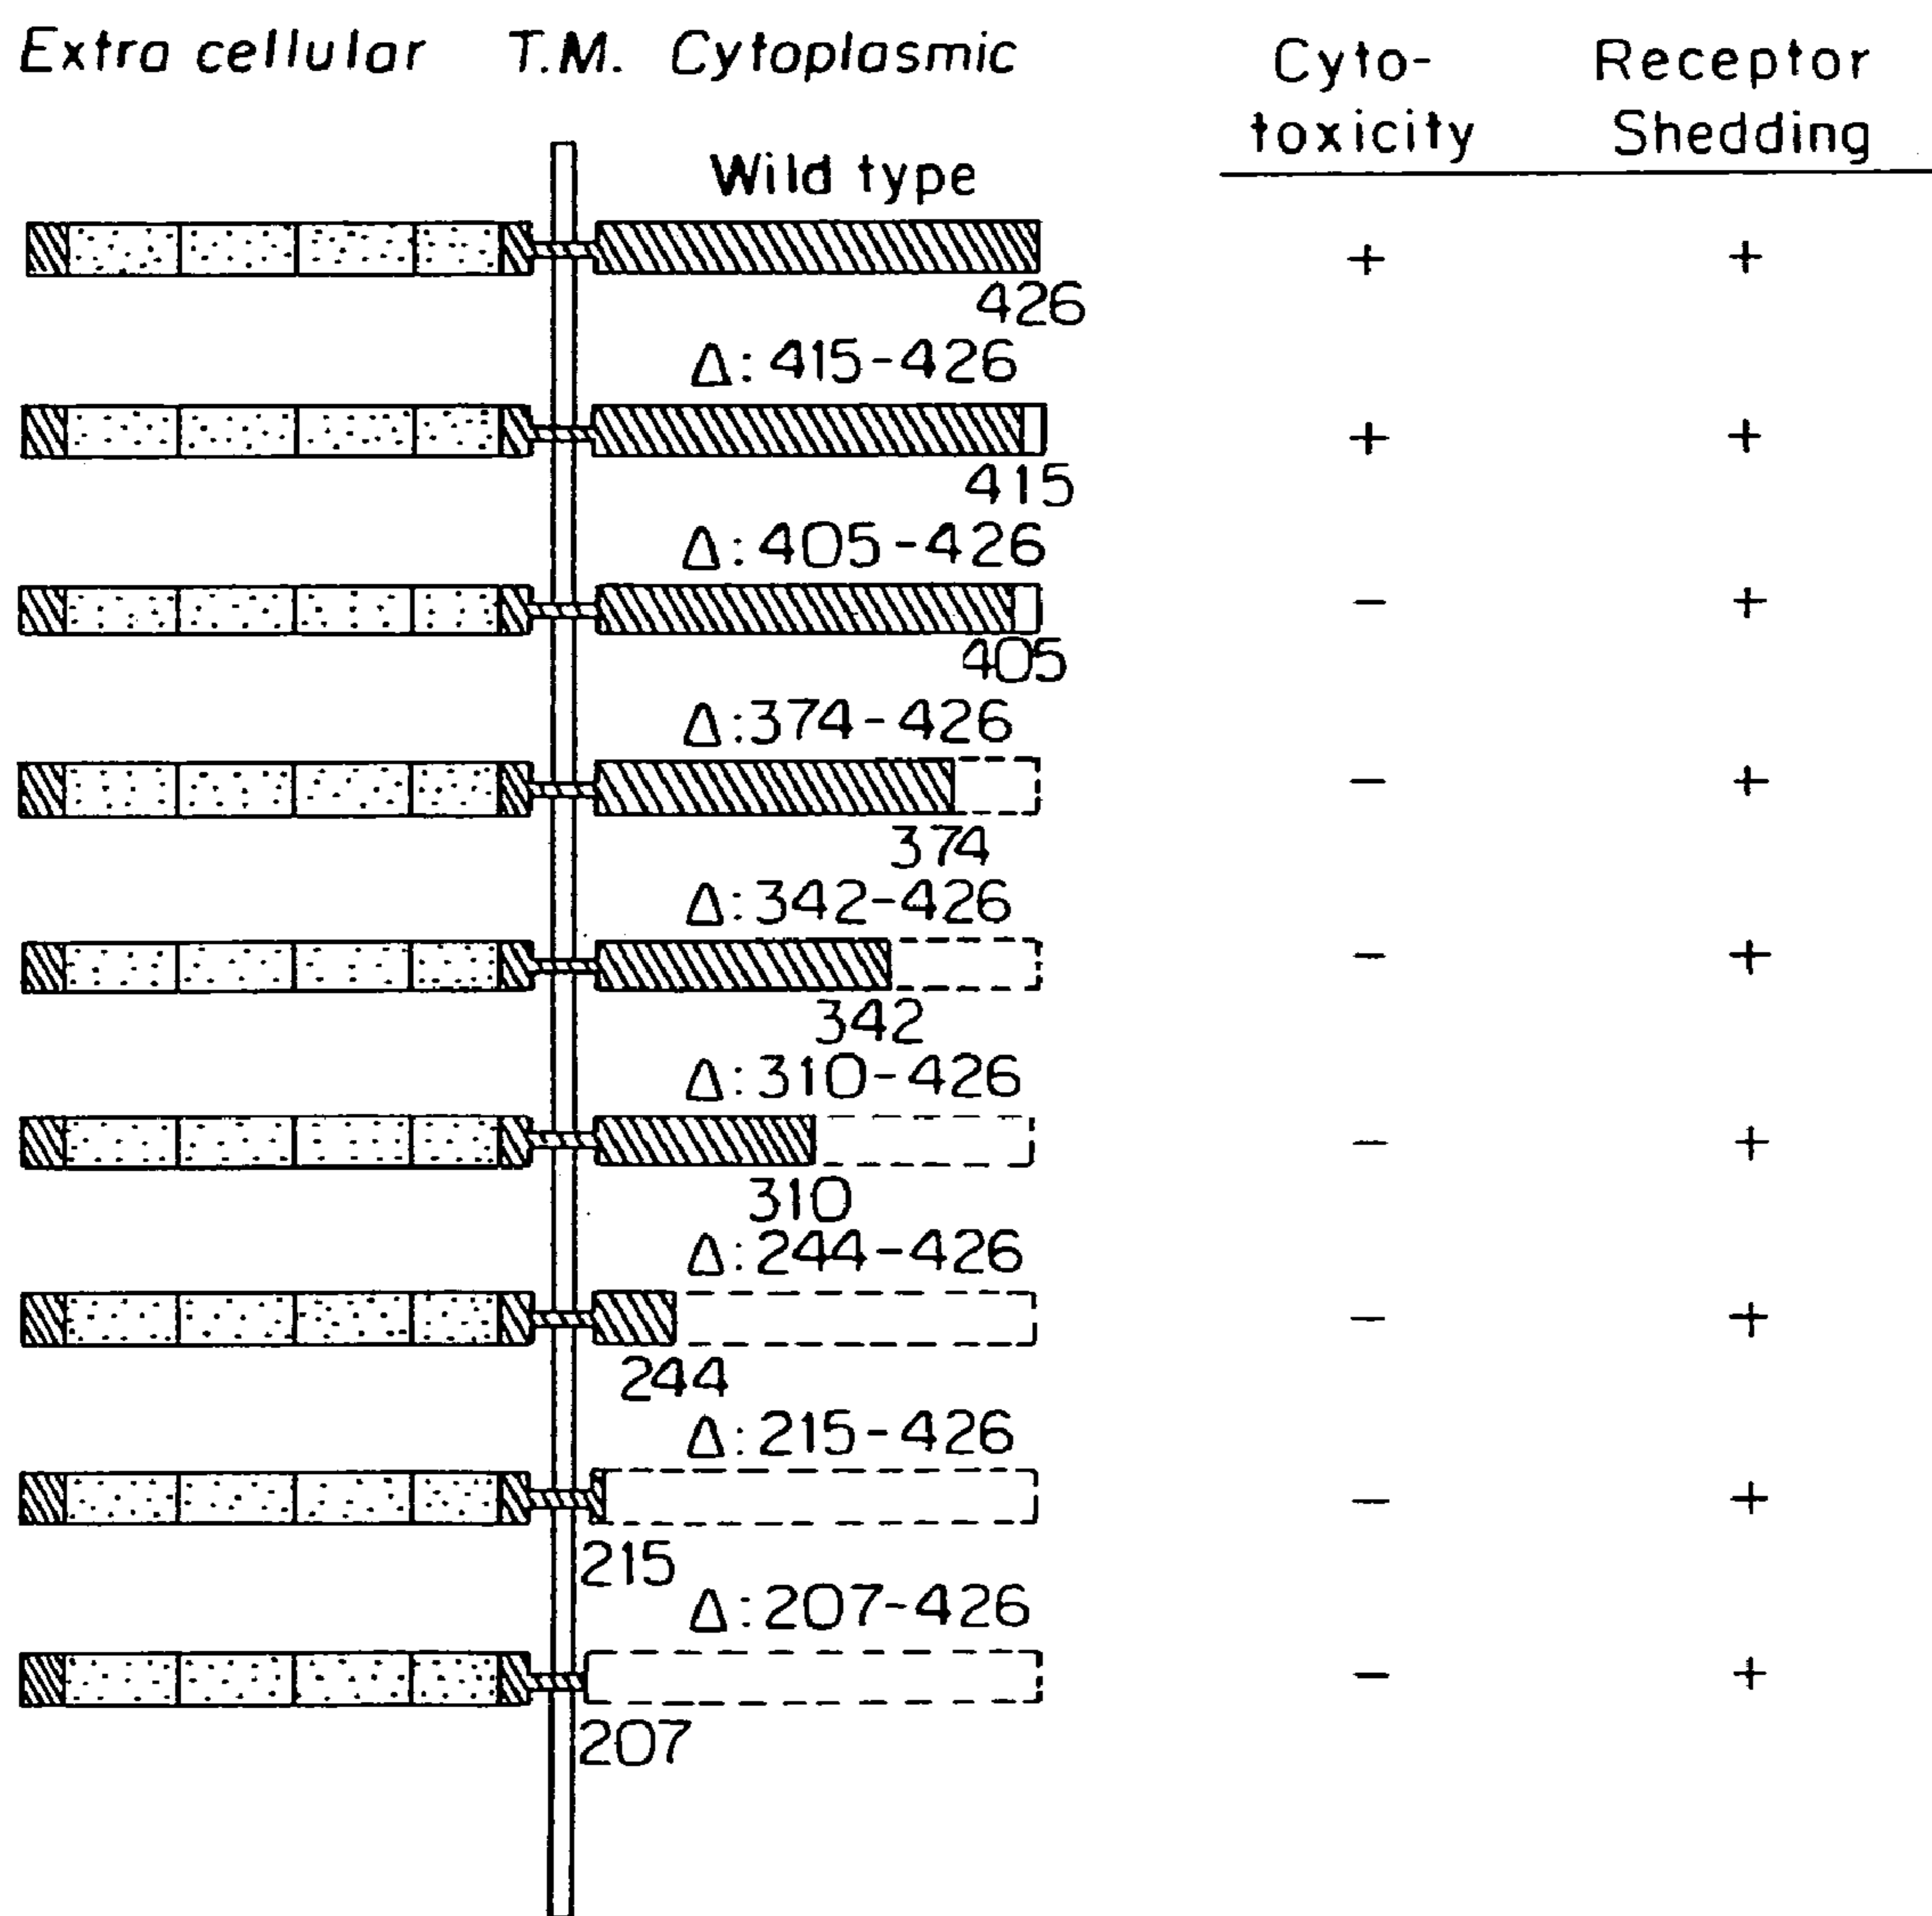 Extra cellular T.M. Cytoplasmic
Cyto-
toxicity
Receptor
Shedding
Wild type
+ +
426
Δ:415-426
+ +
415
Δ:405-426
- +
405
Δ:374-426
- +
374
Δ:342-426
- +
342
Δ:310-426
- +
310
Δ:244-426
- +
244
Δ:215-426
- +
215
Δ:207-426
- +
207